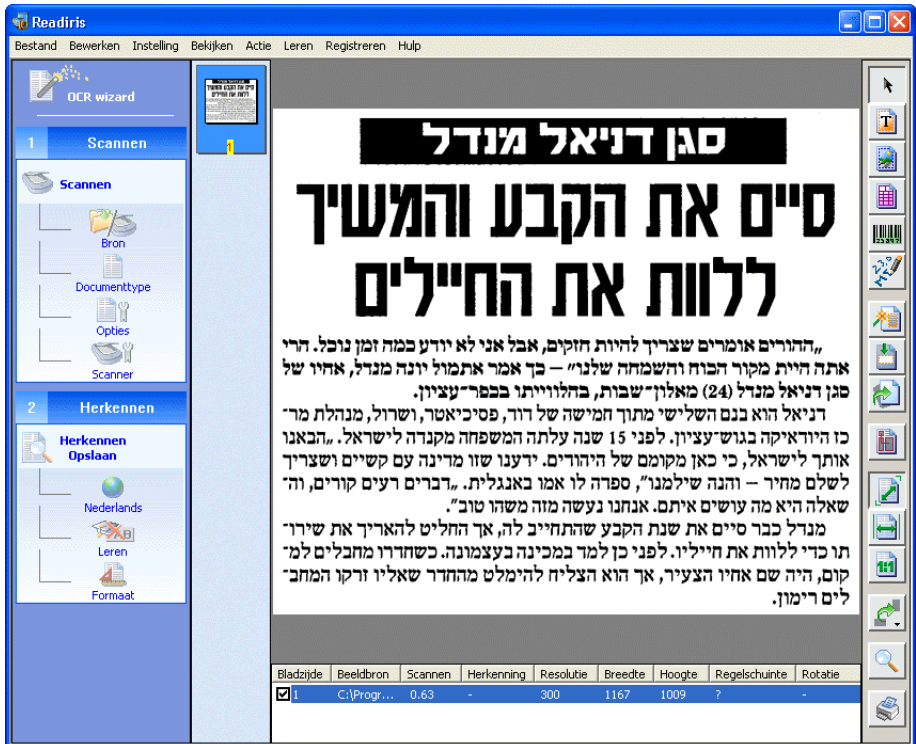 Readiris
Bestand Bewerken Instelling Bekijken Actie Leren Registreren Hulp
OCR wizard
1 Scannen
Scannen
Bron
Documenttype
Opties
Scanner
2 Herkennen
Herkennen
Opslaan
Nederlands
Leren
Formaat
1
סגן דניאל מנדל
סיים את הקבע והמשיך
ללוות את החיילים
„ההורים אומרים שצריך להיות חזקים, אבל אני לא יודע כמה זמן נוכל. הרי
אתה היית מקור הכוח והשמחה שלנו״ – כך אמר אתמול יונה מנדל, אחיו של
סגן דניאל מנדל (24) מאלון־שבות, בהלווייתו בכפר־עציון.
דניאל הוא בנם השלישי מתוך חמישה של דוד, פסיכיאטר, ושרול, מנהלת מר־
כז היודאיקה בגוש־עציון. לפני 15 שנה עלתה המשפחה מקנדה לישראל. „הבאנו
אותך לישראל, כי כאן מקומם של היהודים. ידענו שזו מדינה עם קשיים ושצריך
לשלם מחיר – והנה שילמנו״, ספרה לו אמו באנגלית. „דברים רעים קורים, וה־
שאלה היא מה עושים איתם. אנחנו נעשה מזה משהו טוב״.
מנדל כבר סיים את שנת הקבע שהתחייב לה, אך החליט להאריך את שירו־
תו כדי ללוות את חייליו. לפני כן למד במכינה בעצמונה. כשחדרו מחבלים למ־
קום, היה שם אחיו הצעיר, אך הוא הצליח להימלט מהחדר שאליו זרקו המחב־
לים רימון.
1:1
Bladzijde Beeldbron Scannen Herkenning Resolutie Breedte Hoogte Regelschuinte Rotatie
1 C:\Progr... 0.63 - 300 1167 1009 ? -